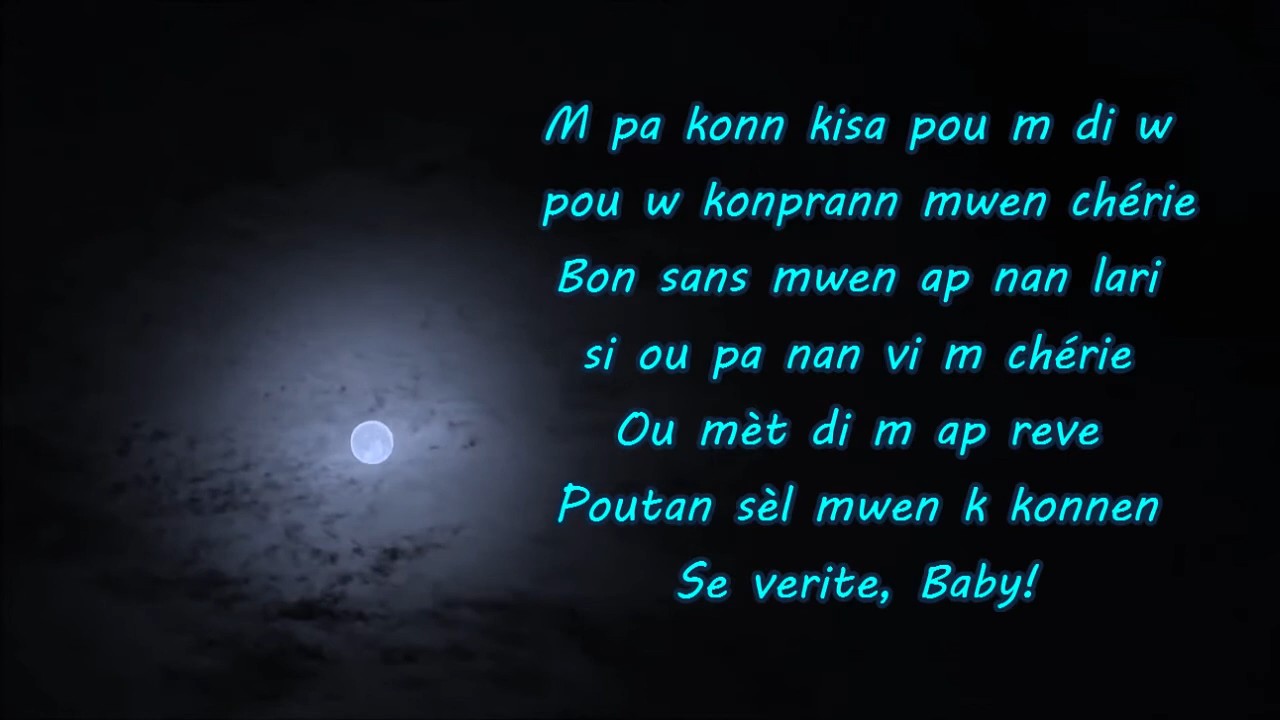 M pa konn kisa pou m di w
pou w konprann mwen chérie
Bon sans mwen ap nan lari
si ou pa nan vi m chérie
Ou mèt di m ap reve
Poutan sèl mwen k konnen
Se verite, Baby!